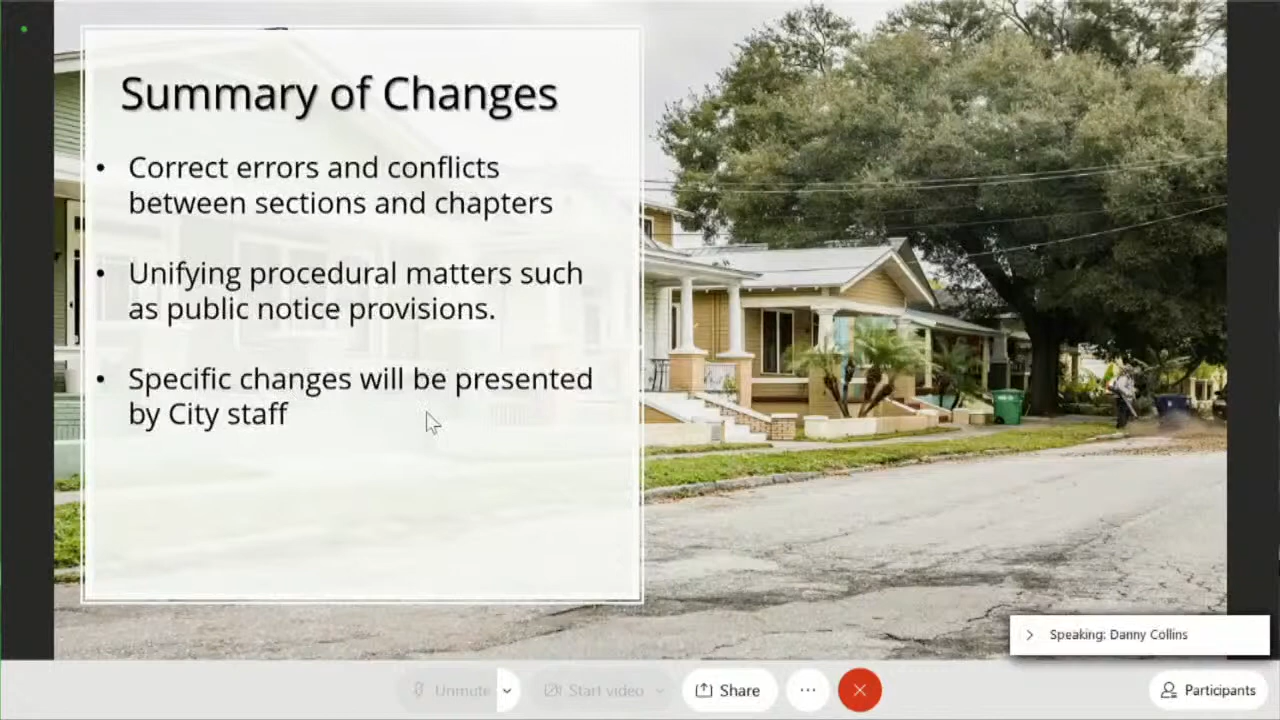 Summary of Changes
• Correct errors and conflicts
between sections and chapters
• Unifying procedural matters such
as public notice provisions.
• Specific changes will be presented
by City staff
Speaking: Danny Collins
Unmute
Start video
Share
Participants